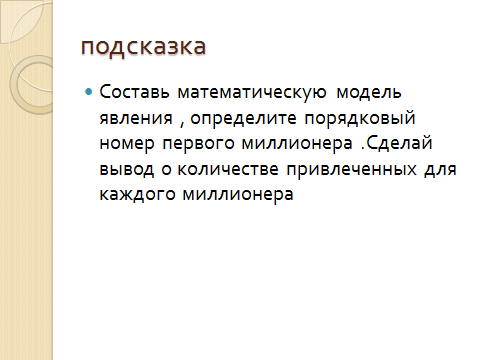 подсказка
Составь математическую модель
явления , определите порядковый
номер первого миллионера .Сделай
вывод о количестве привлеченных для
каждого миллионера